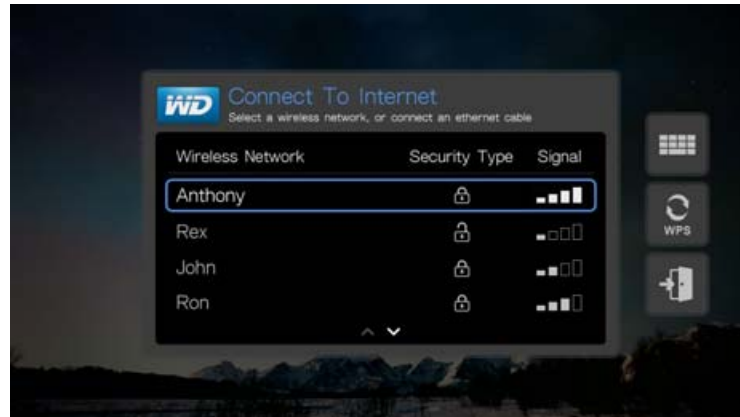 WD
Connect To Internet
Select a wireless network, or connect an ethernet cable
Wireless Network Security Type Signal
Anthony
Rex
John
Ron
WPS